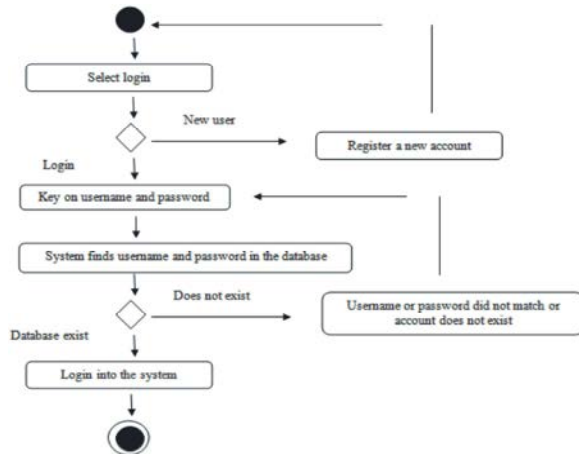 Select login
New user
Register a new account
Login
Key on username and password
System finds username and password in the database
Does not exist
Username or password did not match or
account does not exist
Database exist
Login into the system